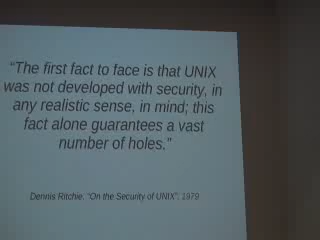 “The first fact to face is that UNIX
was not developed with security, in
any realistic sense, in mind; this
fact alone guarantees a vast
number of holes.”
Dennis Ritchie, “On the Security of UNIX”, 1979